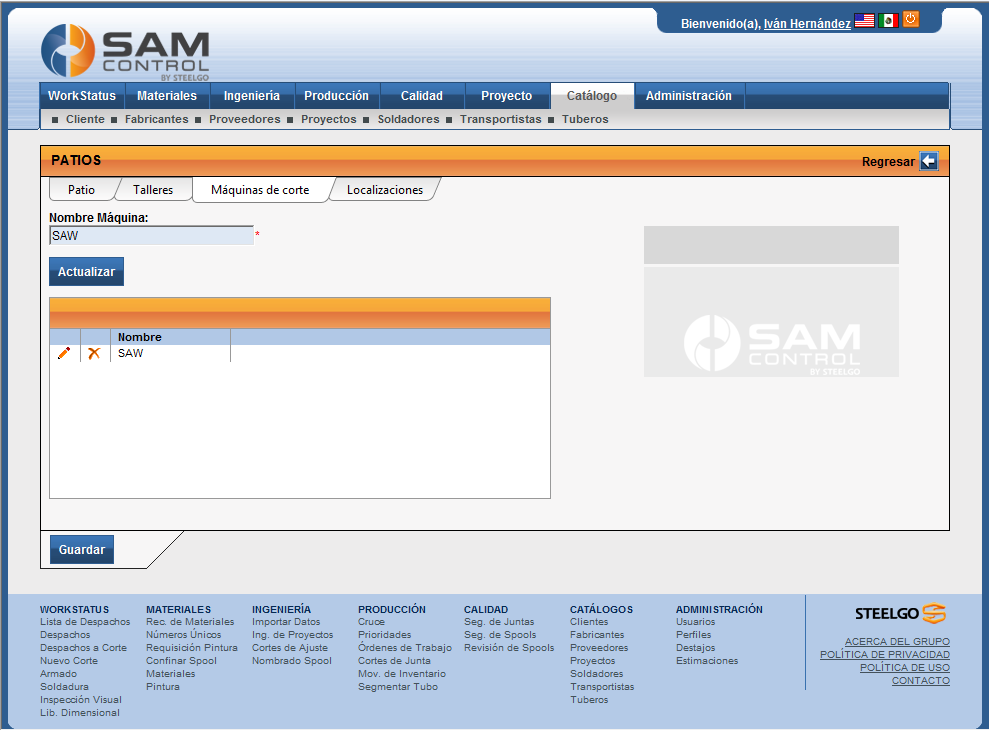 Bienvenido(a), Iván Hernández
SAM
CONTROL
BY STEELGO
WorkStatus Materiales Ingeniería Producción Calidad Proyecto Catálogo Administración
Cliente Fabricantes Proveedores Proyectos Soldadores Transportistas Tuberos
PATIOS Regresar
Patio Talleres Máquinas de corte Localizaciones
Nombre Máquina:
SAW *
Actualizar
Nombre
SAW
SAM
CONTROL
BY STEELGO
Guardar
WORKSTATUS
Lista de Despachos
Despachos
Despachos a Corte
Nuevo Corte
Armado
Soldadura
Inspección Visual
Lib. Dimensional
MATERIALES
Rec. de Materiales
Números Únicos
Requisición Pintura
Confinar Spool
Materiales
Pintura
INGENIERÍA
Importar Datos
Ing. de Proyectos
Cortes de Ajuste
Nombrado Spool
PRODUCCIÓN
Cruce
Prioridades
Órdenes de Trabajo
Cortes de Junta
Mov. de Inventario
Segmentar Tubo
CALIDAD
Seg. de Juntas
Seg. de Spools
Revisión de Spools
CATÁLOGOS
Clientes
Fabricantes
Proveedores
Proyectos
Soldadores
Transportistas
Tuberos
ADMINISTRACIÓN
Usuarios
Perfiles
Destajos
Estimaciones
STEELGO
ACERCA DEL GRUPO
POLÍTICA DE PRIVACIDAD
POLÍTICA DE USO
CONTACTO